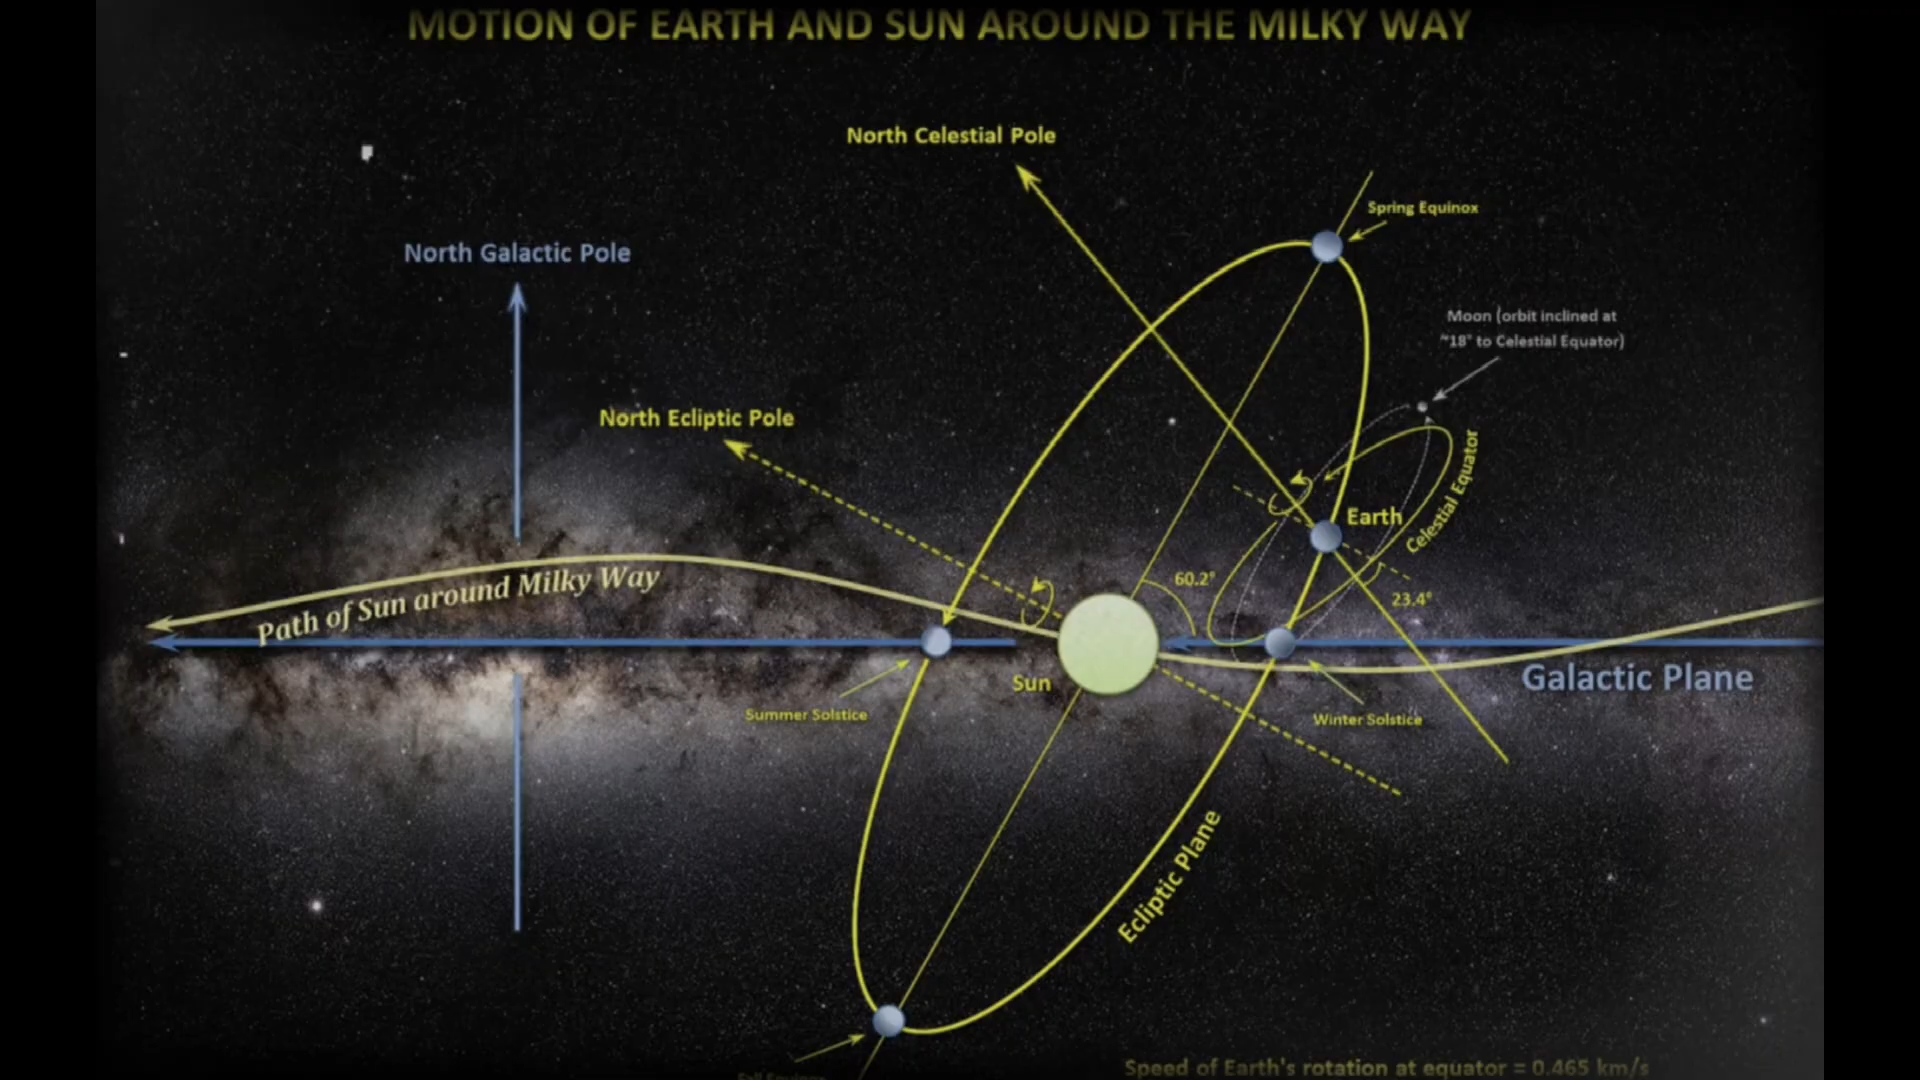 MOTION OF EARTH AND SUN AROUND THE MILKY WAY
North Celestial Pole
Spring Equinox
North Galactic Pole
Moon (orbit inclined at
~18° to Celestial Equator)
North Ecliptic Pole
Celestial Equator
Earth
60.2°
23.4°
Path of Sun around Milky Way
Galactic Plane
Sun
Summer Solstice
Winter Solstice
Ecliptic Plane
Fall Equinox
Speed of Earth's rotation at equator = 0.465 km/s